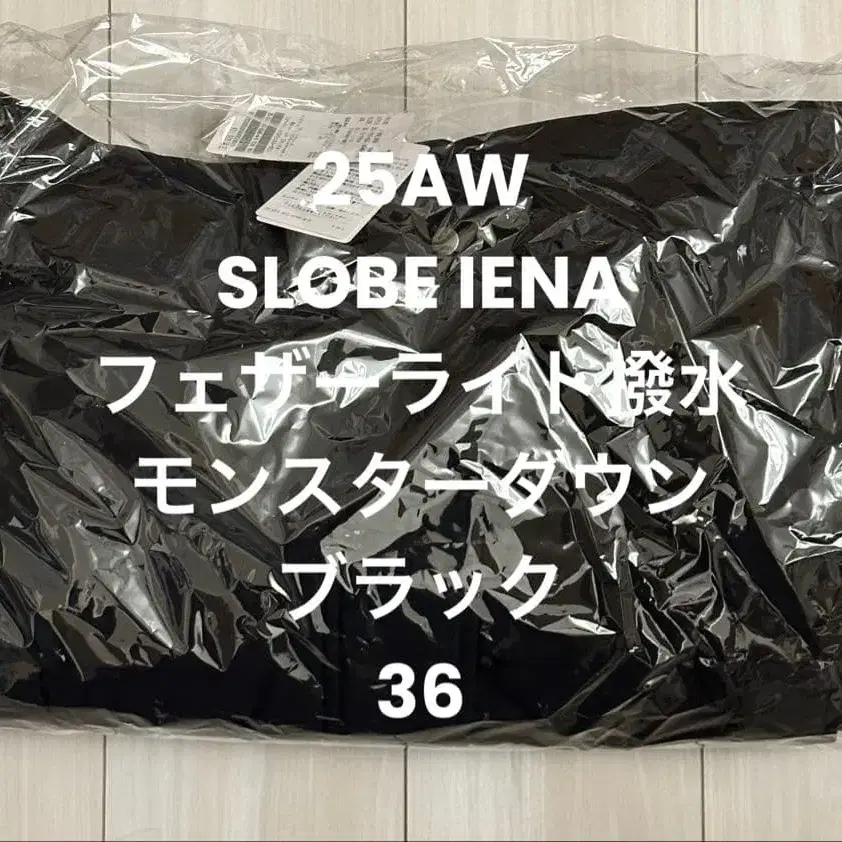 25AW
SLOBE IENA
フェザーライト撥水
モンスターダウン
ブラック
36